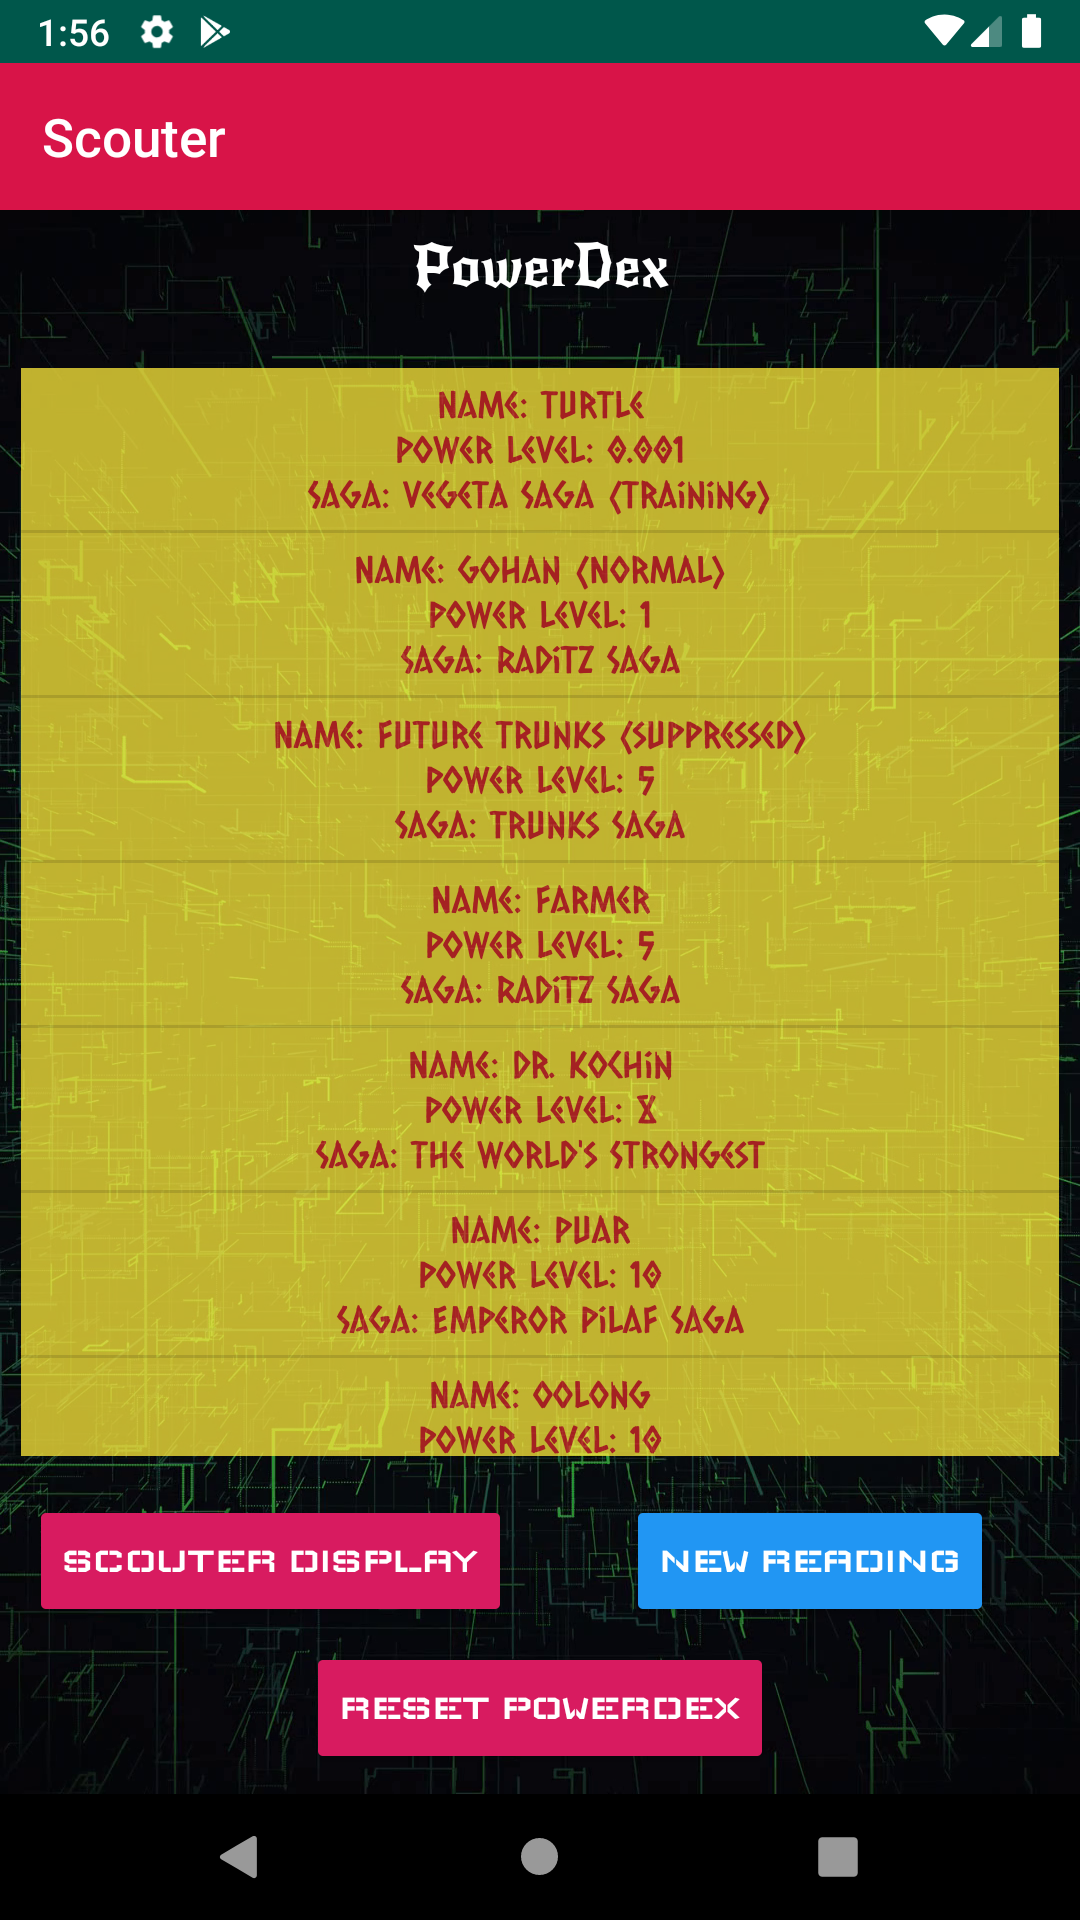 1:56
Scouter
PowerDex
NAME: TURTLE
POWER LEVEL: 0.001
SAGA: VEGETA SAGA (TRAINING)
NAME: GOHAN (NORMAL)
POWER LEVEL: 1
SAGA: RADITZ SAGA
NAME: FUTURE TRUNKS (SUPPRESSED)
POWER LEVEL: 5
SAGA: TRUNKS SAGA
NAME: FARMER
POWER LEVEL: 5
SAGA: RADITZ SAGA
NAME: DR. KOCHIN
POWER LEVEL: 8
SAGA: THE WORLD'S STRONGEST
NAME: PUAR
POWER LEVEL: 10
SAGA: EMPEROR PILAF SAGA
NAME: OOLONG
POWER LEVEL: 10
SCOUTER DISPLAY
NEW READING
RESET POWERDEX